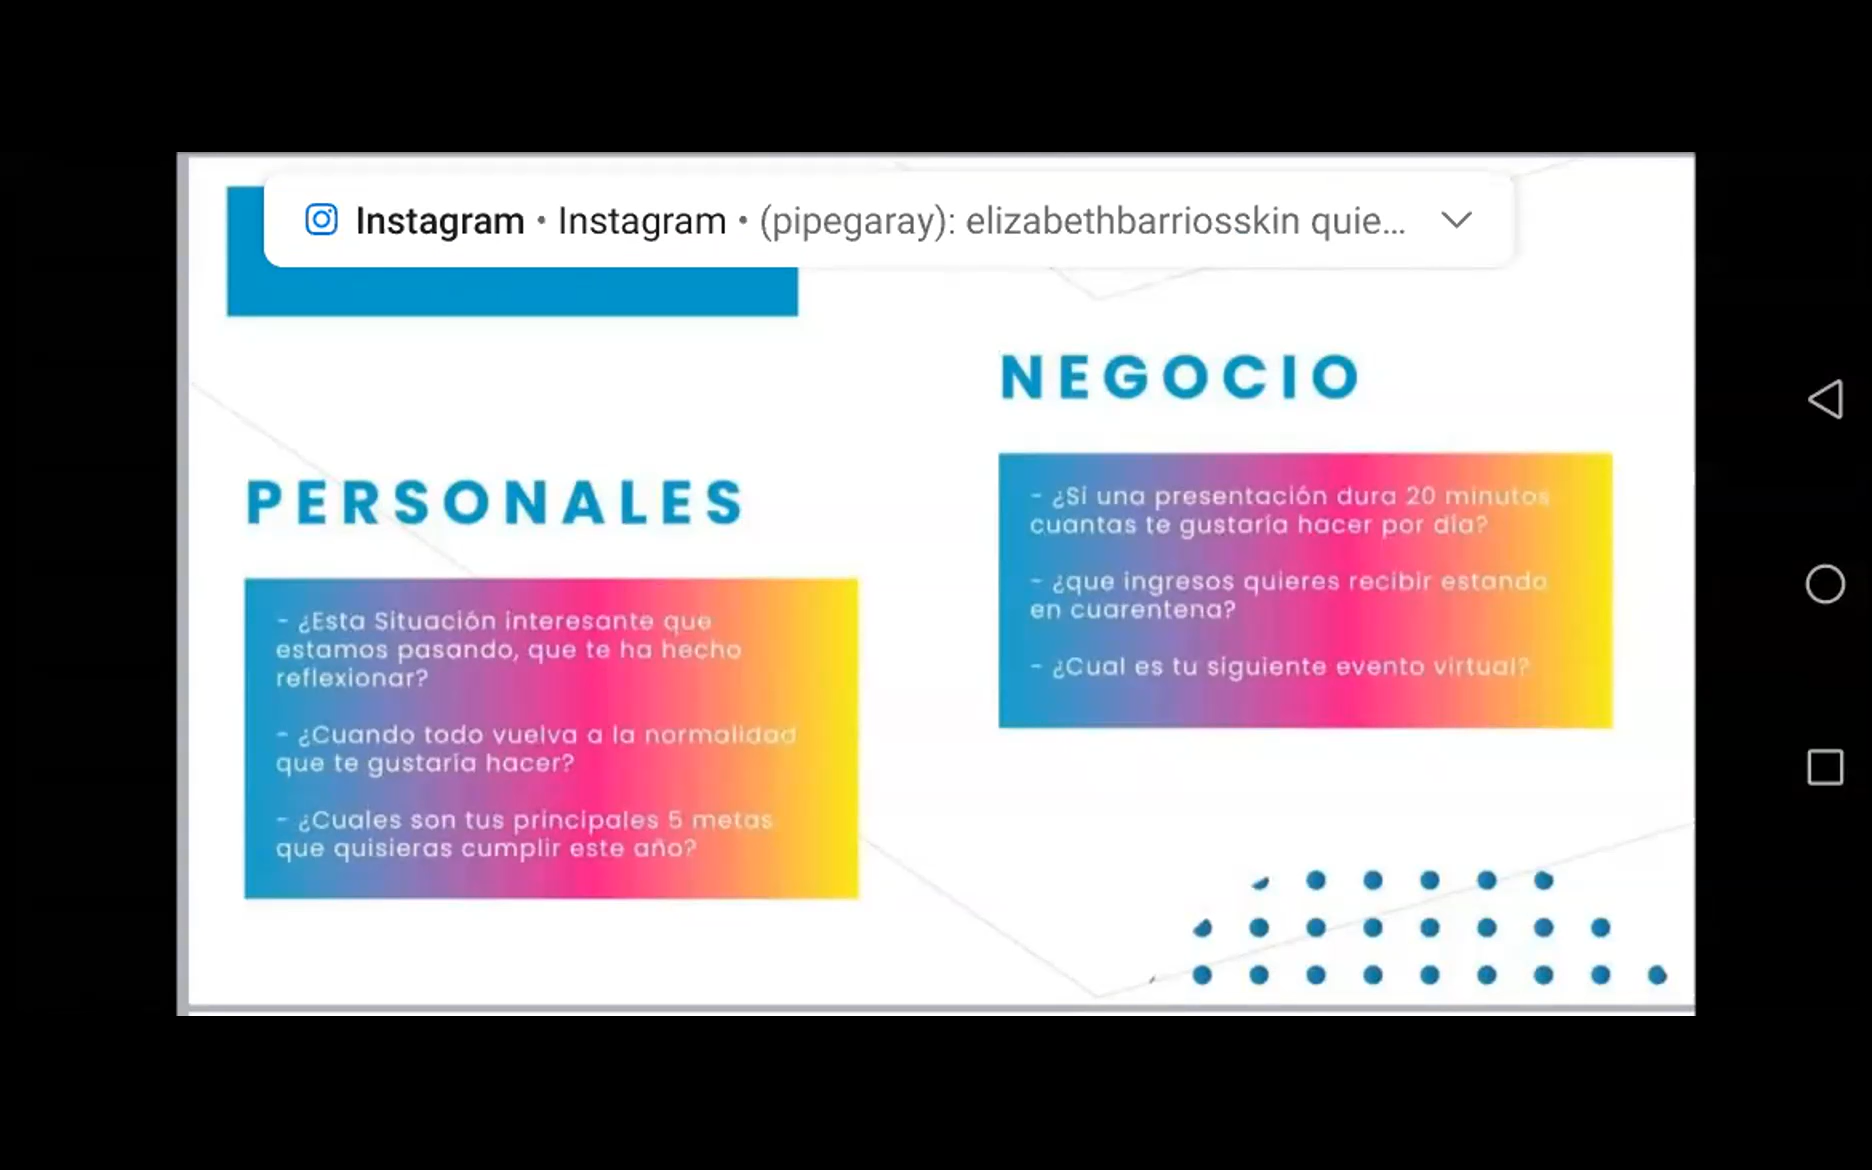 Instagram • Instagram • (pipegaray): elizabethbarriosskin quie...
PERSONALES
- ¿Esta Situación interesante que
estamos pasando, que te ha hecho
reflexionar?
- ¿Cuando todo vuelva a la normalidad
que te gustaría hacer?
- ¿Cuales son tus principales 5 metas
que quisieras cumplir este año?
NEGOCIO
- ¿Si una presentación dura 20 minutos
cuantas te gustaría hacer por día?
- ¿que ingresos quieres recibir estando
en cuarentena?
- ¿Cual es tu siguiente evento virtual?